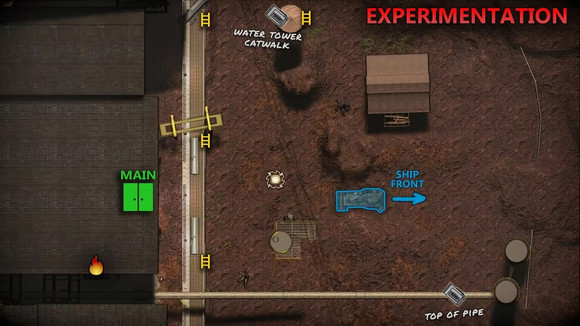 EXPERIMENTATION
WATER TOWER
CATWALK
MAIN
SHIP
FRONT
TOP OF PIPE